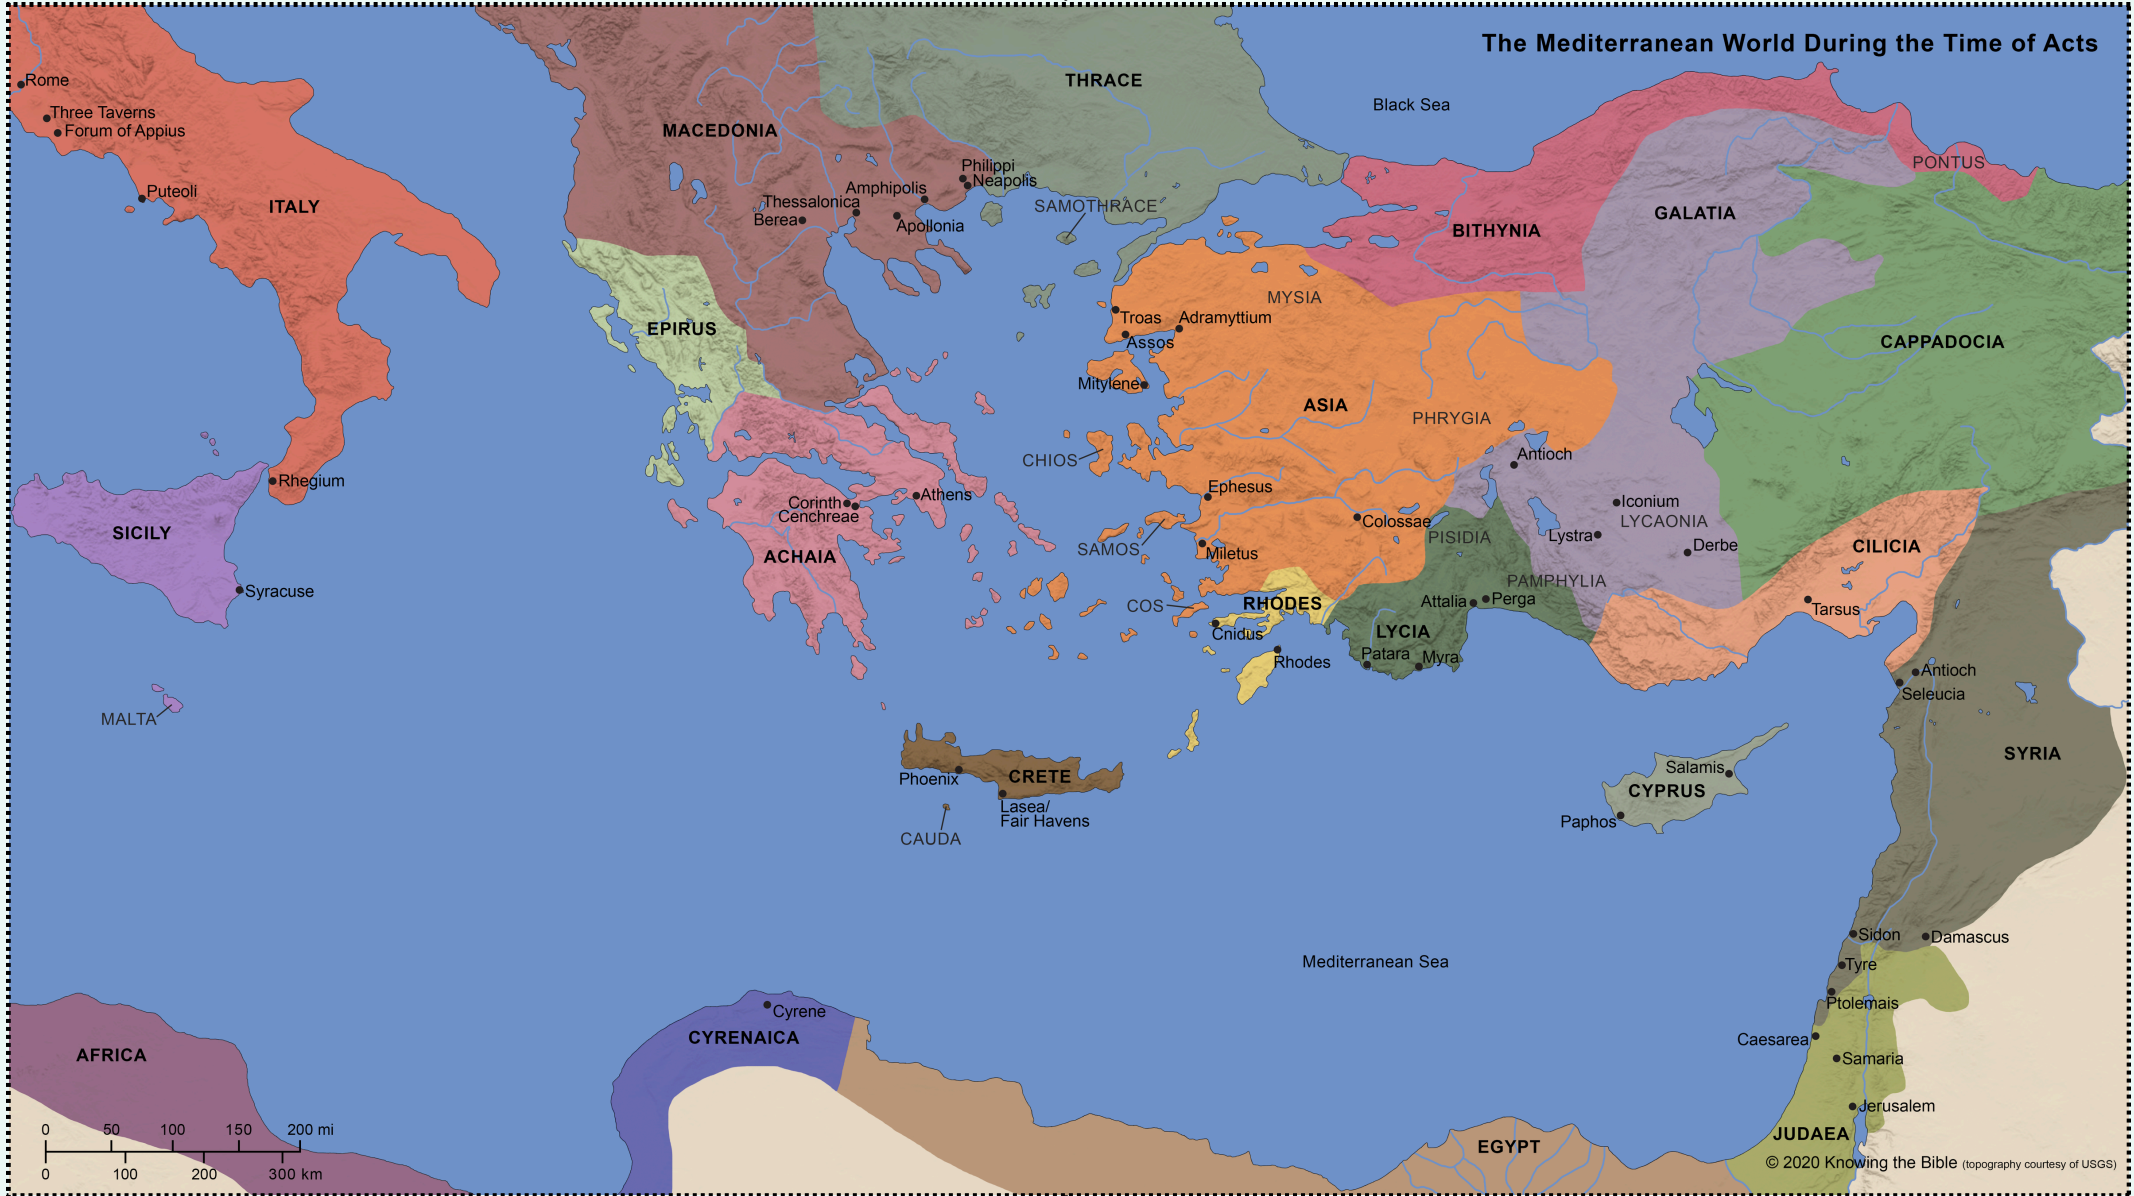 The Mediterranean World During the Time of Acts
Rome
Three Taverns
Forum of Appius
Puteoli
ITALY
MACEDONIA
THRACE
Black Sea
Philippi
Neapolis
Amphipolis
Thessalonica
Berea
Apollonia
SAMOTHRACE
BITHYNIA
GALATIA
PONTUS
EPIRUS
MYSIA
Troas
Adramyttium
Assos
Mitylene
CAPPADOCIA
ASIA
PHRYGIA
CHIOS
Antioch
Rhegium
SICILY
Syracuse
Corinth
Cenchreae
Athens
ACHAIA
Ephesus
Colossae
SAMOS
Miletus
PISIDIA
Iconium
LYCAONIA
Lystra
Derbe
CILICIA
PAMPHYLIA
Tarsus
COS
RHODES
Cnidus
Rhodes
Attalia
Perga
LYCIA
Patara
Myra
Antioch
Seleucia
MALTA
SYRIA
Phoenix
CRETE
Lasea/
Fair Havens
CAUDA
Salamis
CYPRUS
Paphos
Mediterranean Sea
Sidon
Damascus
Tyre
Ptolemais
Caesarea
Samaria
Jerusalem
JUDAEA
Cyrene
CYRENAICA
AFRICA
EGYPT
0 50 100 150 200 mi
0 100 200 300 km
© 2020 Knowing the Bible (topography courtesy of USGS)